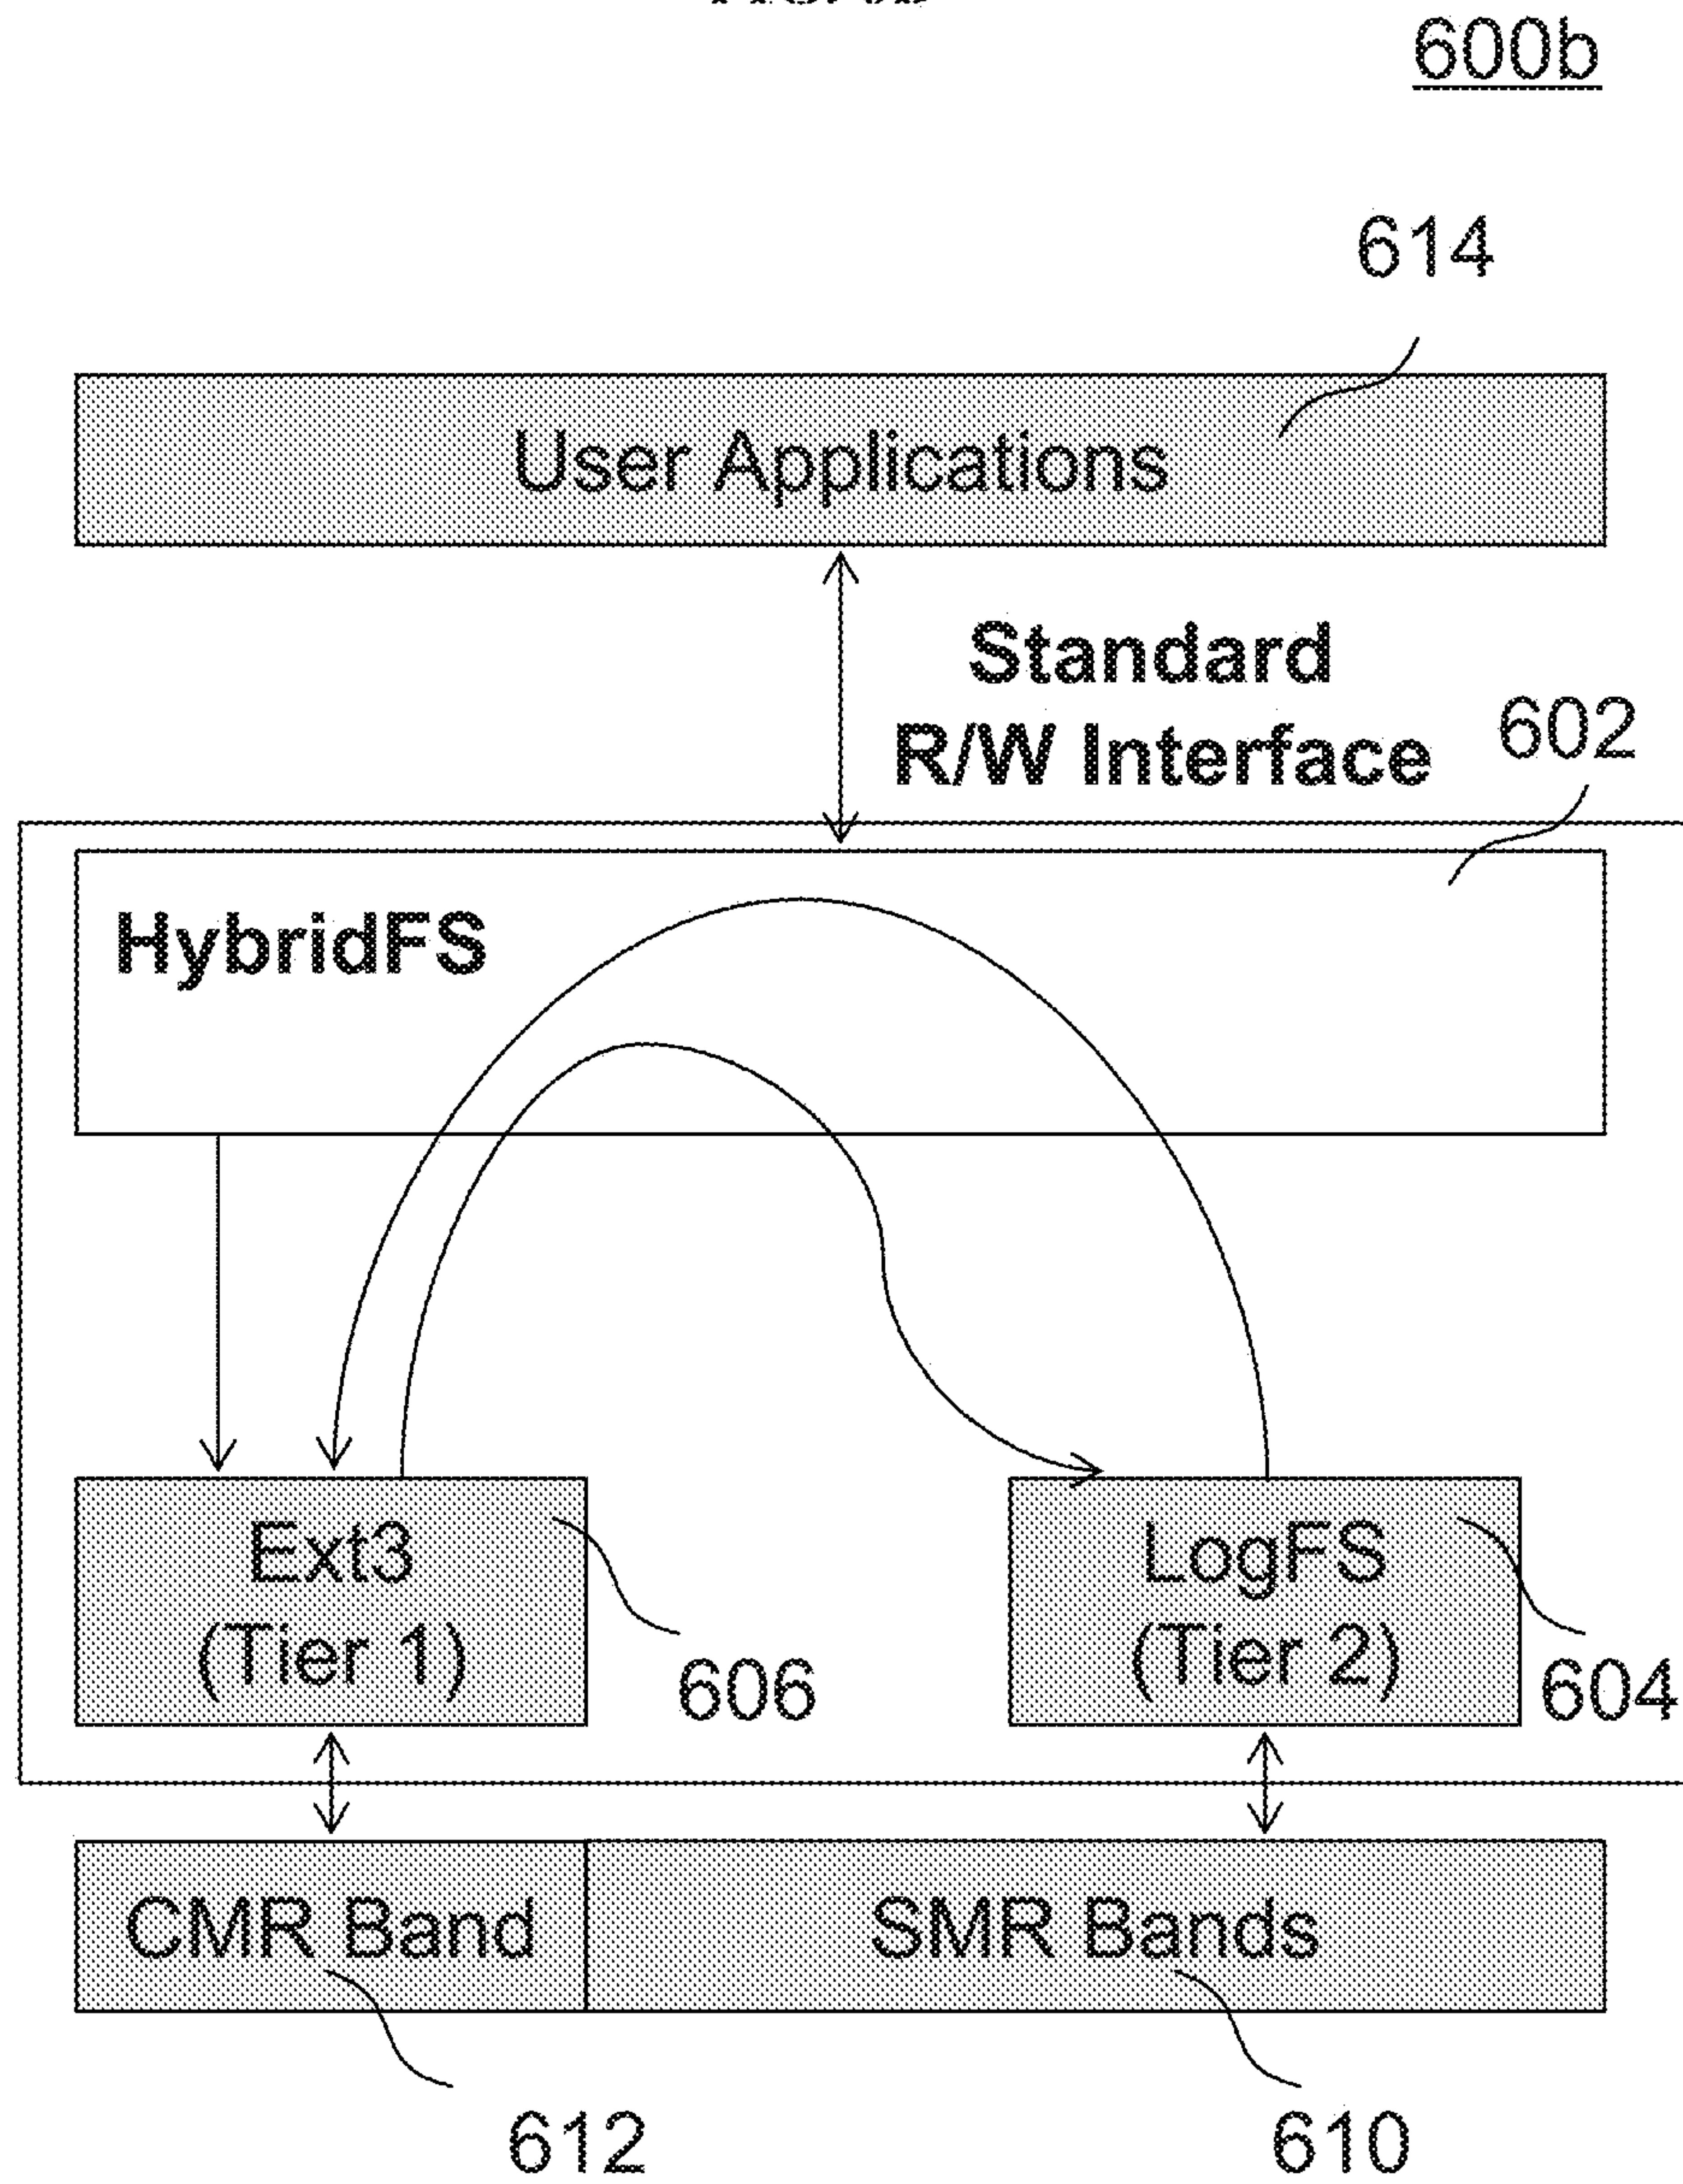 600b
614
User Applications
Standard
R/W Interface
602
HybridFS
Ext3
(Tier 1)
606
LogFS
(Tier 2)
604
CMR Band
SMR Bands
612
610